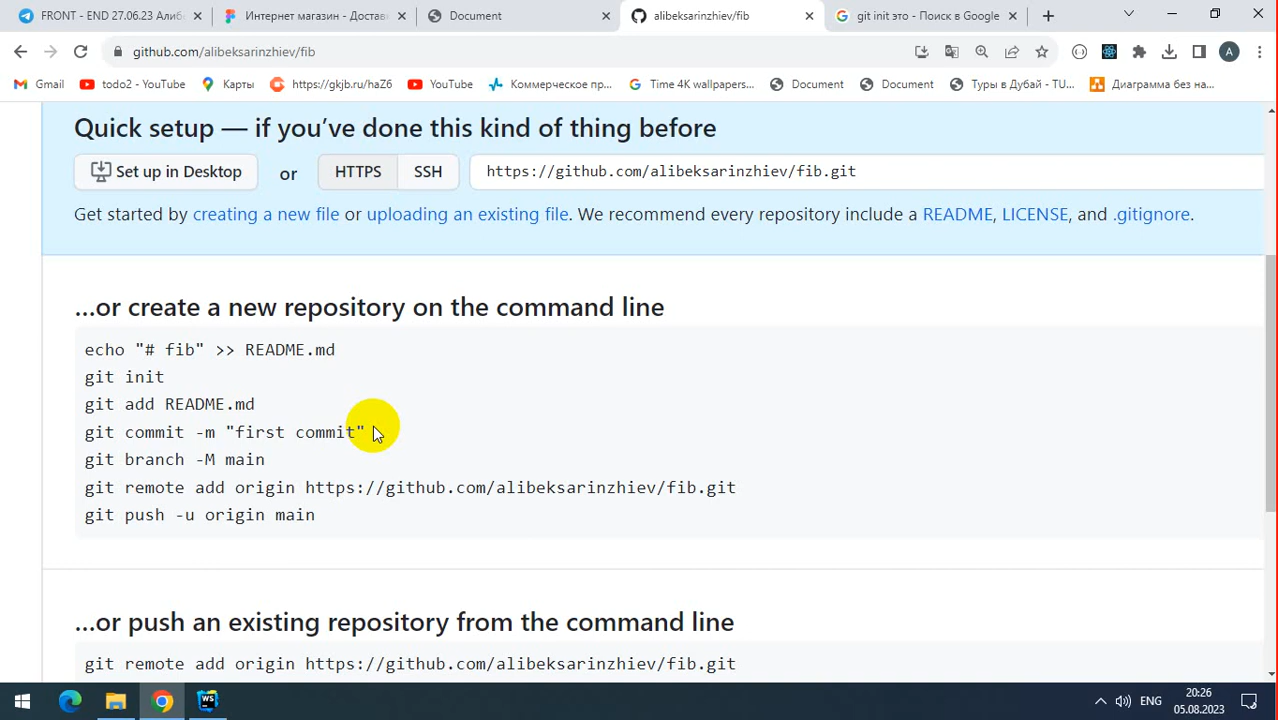 FRONT - END 27.06.23 Алибе
Интернет магазин - Достав
Document
alibeksarinzhiev/fib
git init это - Поиск в Google
github.com/alibeksarinzhiev/fib
A
Gmail
todo2 - YouTube
Карты
https://gkjb.ru/haZ6
YouTube
Коммерческое пр...
Time 4K wallpapers...
Document
Document
Туры в Дубай - TU...
Диаграмма без на...
Quick setup — if you’ve done this kind of thing before
Set up in Desktop or HTTPS SSH https://github.com/alibeksarinzhiev/fib.git
Get started by creating a new file or uploading an existing file. We recommend every repository include a README, LICENSE, and .gitignore.
…or create a new repository on the command line
echo "# fib" >> README.md
git init
git add README.md
git commit -m "first commit"
git branch -M main
git remote add origin https://github.com/alibeksarinzhiev/fib.git
git push -u origin main
…or push an existing repository from the command line
git remote add origin https://github.com/alibeksarinzhiev/fib.git
WS
ENG
20:26
05.08.2023